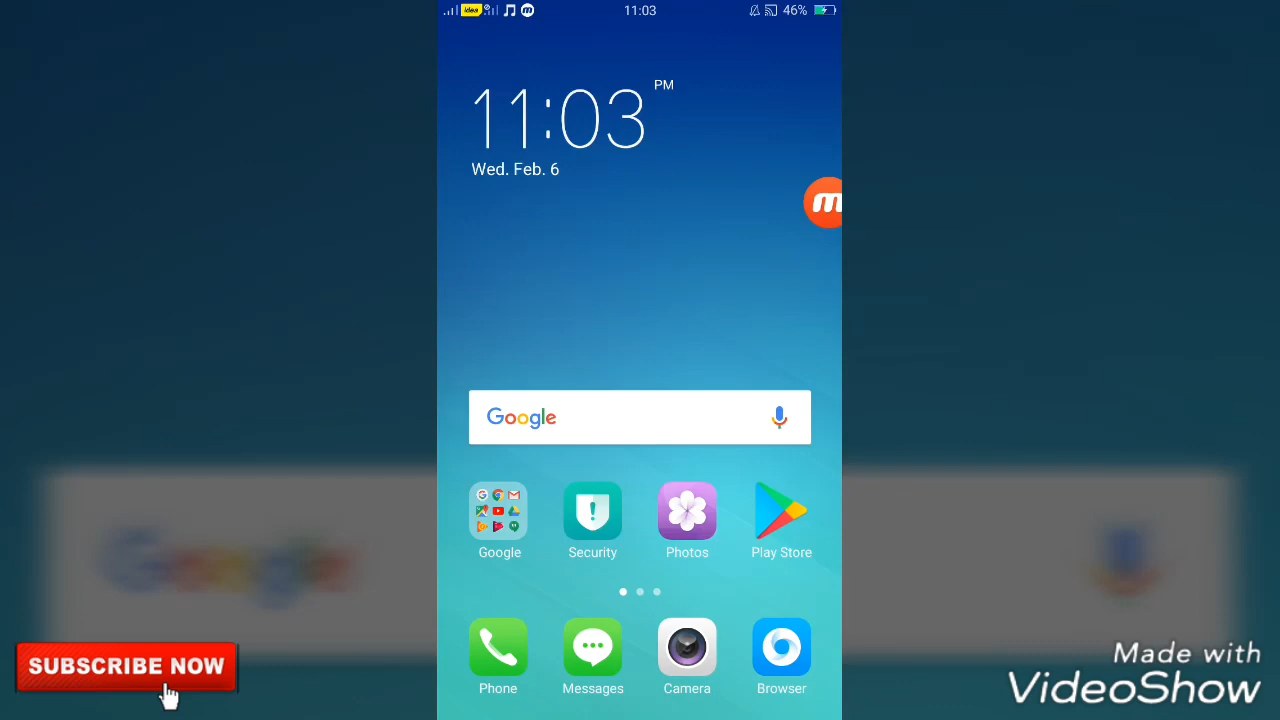 idea 11:03 46%
11:03 PM
Wed. Feb. 6
m
Google
Google Security Photos Play Store
Phone Messages Camera Browser
SUBSCRIBE NOW
Made with
VideoShow